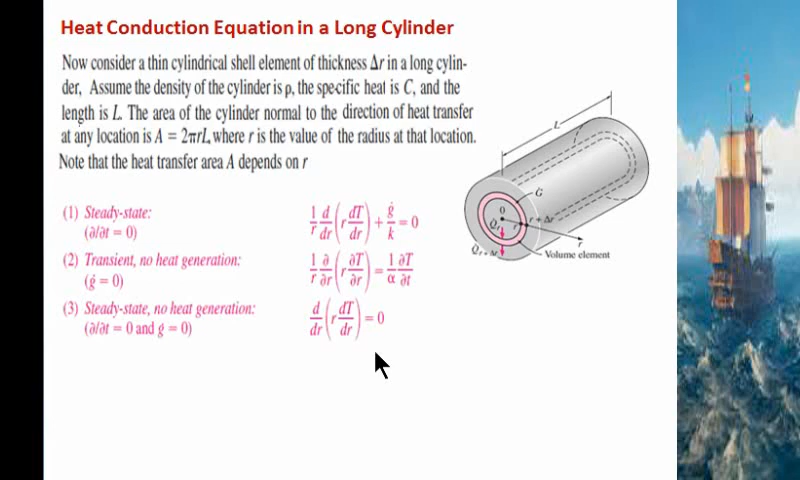 Heat Conduction Equation in a Long Cylinder
Now consider a thin cylindrical shell element of thickness Δr in a long cylin-
der, Assume the density of the cylinder is ρ, the specific heat is C, and the
length is L. The area of the cylinder normal to the direction of heat transfer
at any location is A = 2πrL, where r is the value of the radius at that location.
Note that the heat transfer area A depends on r
(1) Steady-state:
(∂/∂t = 0)
1/r d/dr (r dT/dr) + ġ/k = 0
(2) Transient, no heat generation:
(ġ = 0)
1/r ∂/∂r (r ∂T/∂r) = 1/α ∂T/∂t
(3) Steady-state, no heat generation:
(∂/∂t = 0 and ġ = 0)
d/dr (r dT/dr) = 0
L
G
0
r
r + Δr
Q̇r
Q̇r + Δr
r
Volume element